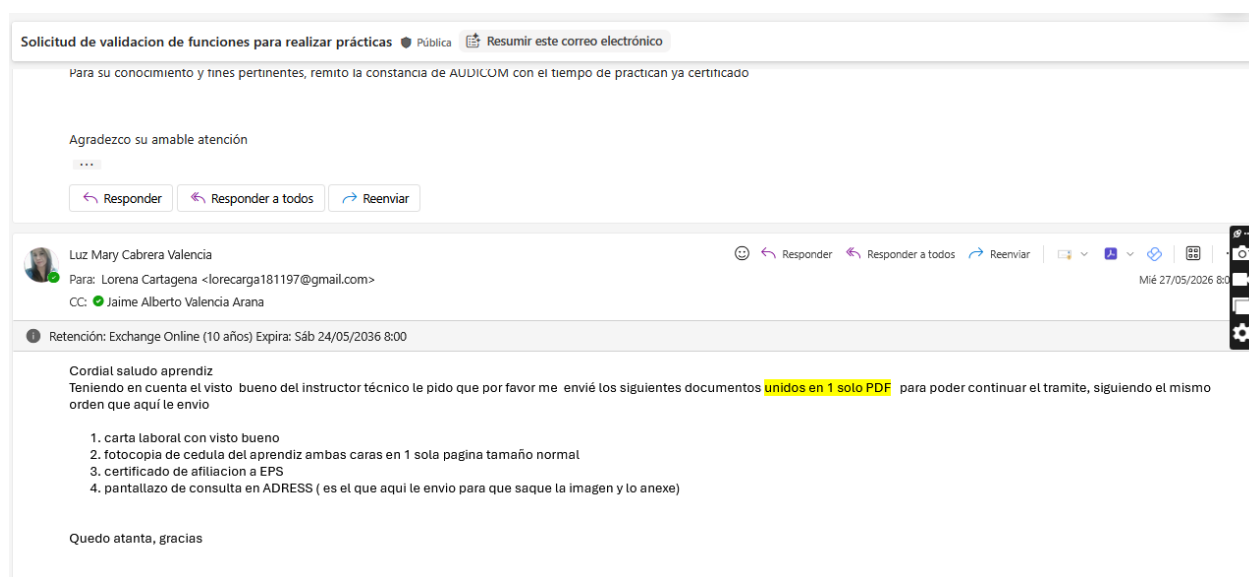 Solicitud de validacion de funciones para realizar prácticas Pública Resumir este correo electrónico
Para su conocimiento y fines pertinentes, remito la constancia de AUDICOM con el tiempo de practican ya certificado
Agradezco su amable atención
...
Responder Responder a todos Reenviar
Luz Mary Cabrera Valencia
Responder Responder a todos Reenviar
Para: Lorena Cartagena <lorecarga181197@gmail.com>
Mié 27/05/2026 8:0
CC: Jaime Alberto Valencia Arana
Retención: Exchange Online (10 años) Expira: Sáb 24/05/2036 8:00
Cordial saludo aprendiz
Teniendo en cuenta el visto bueno del instructor técnico le pido que por favor me envié los siguientes documentos unidos en 1 solo PDF para poder continuar el tramite, siguiendo el mismo
orden que aquí le envio
1. carta laboral con visto bueno
2. fotocopia de cedula del aprendiz ambas caras en 1 sola pagina tamaño normal
3. certificado de afiliacion a EPS
4. pantallazo de consulta en ADRESS ( es el que aqui le envio para que saque la imagen y lo anexe)
Quedo atanta, gracias